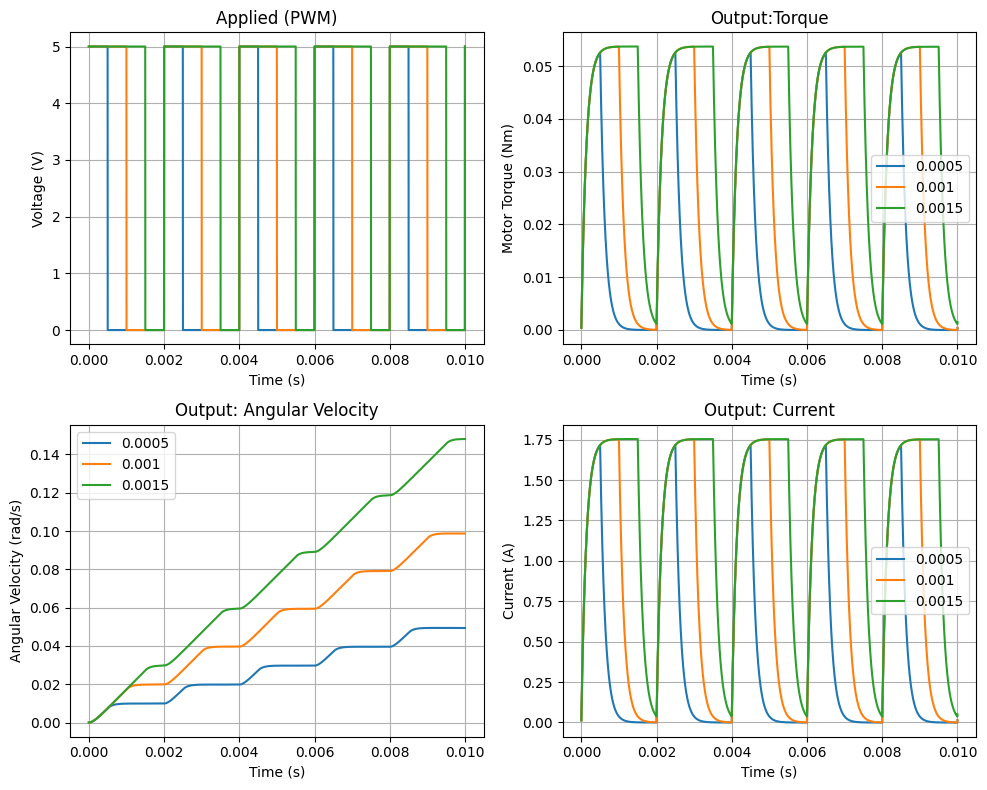 Applied (PWM)
Voltage (V)
5
4
3
2
1
0
0.000 0.002 0.004 0.006 0.008 0.010
Time (s)
Output:Torque
Motor Torque (Nm)
0.05
0.04
0.03
0.02
0.01
0.00
0.0005
0.001
0.0015
0.000 0.002 0.004 0.006 0.008 0.010
Time (s)
Output: Angular Velocity
Angular Velocity (rad/s)
0.14
0.12
0.10
0.08
0.06
0.04
0.02
0.00
0.0005
0.001
0.0015
0.000 0.002 0.004 0.006 0.008 0.010
Time (s)
Output: Current
Current (A)
1.75
1.50
1.25
1.00
0.75
0.50
0.25
0.00
0.0005
0.001
0.0015
0.000 0.002 0.004 0.006 0.008 0.010
Time (s)